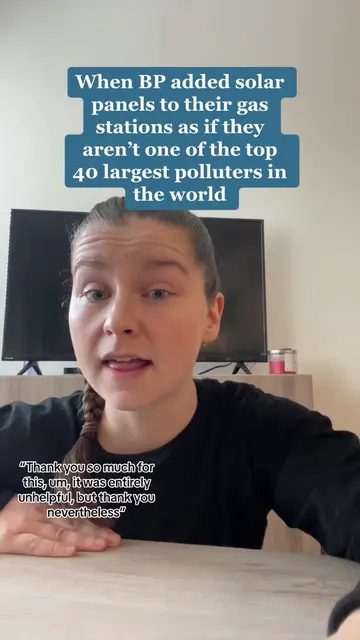 When BP added solar
panels to their gas
stations as if they
aren’t one of the top
40 largest polluters in
the world
“Thank you so much for
this, um, it was entirely
unhelpful, but thank you
nevertheless”